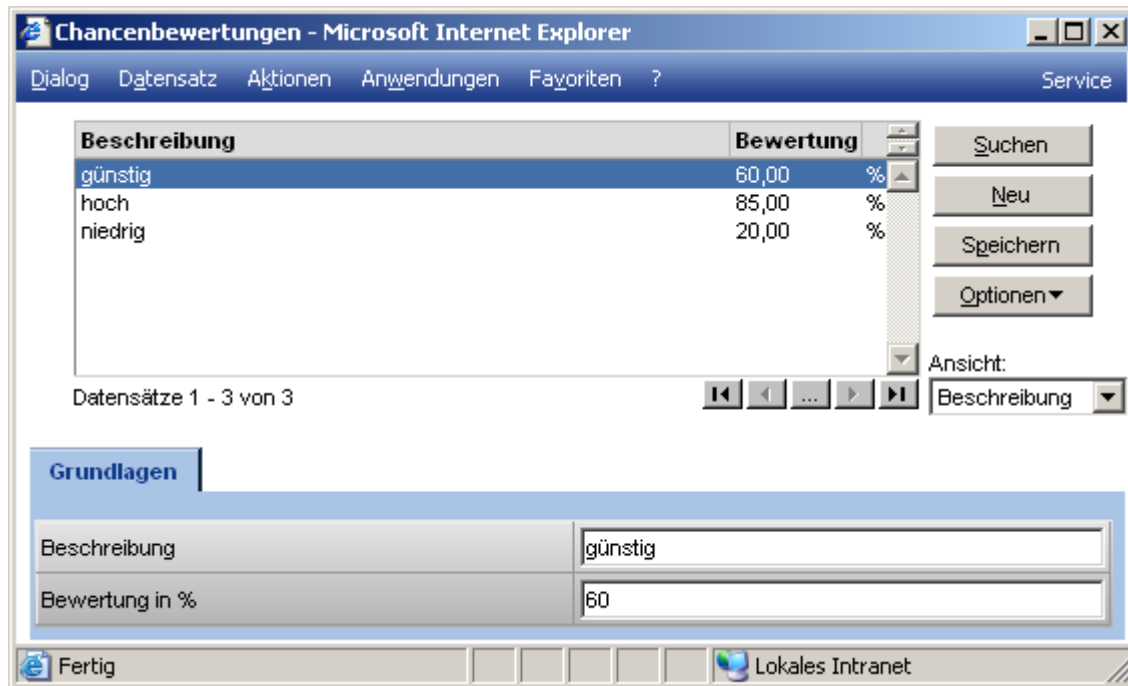 Chancenbewertungen - Microsoft Internet Explorer
Dialog Datensatz Aktionen Anwendungen Favoriten ? Service
Beschreibung Bewertung
günstig 60,00 %
hoch 85,00 %
niedrig 20,00 %
Suchen
Neu
Speichern
Optionen
Ansicht:
Beschreibung
Datensätze 1 - 3 von 3
...
Grundlagen
Beschreibung günstig
Bewertung in % 60
Fertig Lokales Intranet